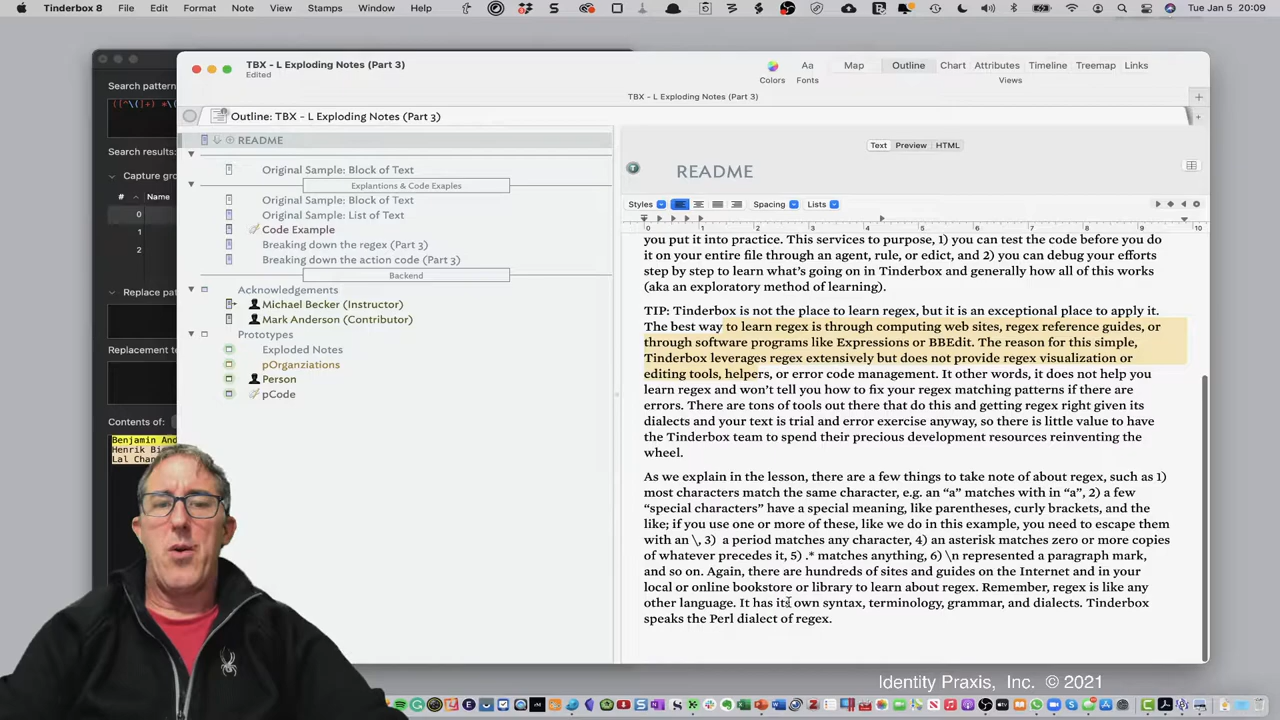 Tinderbox 8 File Edit Format Note View Stamps Window Help Tue Jan 5 20:09
TBX - L Exploding Notes (Part 3)
Edited
Colors Fonts Map Outline Chart Attributes Timeline Treemap Links
Views
TBX - L Exploding Notes (Part 3)
Outline: TBX - L Exploding Notes (Part 3)
Search pattern
Search results:
Capture gro
# Name
0
1
2
Replace pat
Replacement te
Contents of:
Benjamin And
Henrik Bi
Lal Chan
README
Original Sample: Block of Text
Explantions & Code Exaples
Original Sample: Block of Text
Original Sample: List of Text
Code Example
Breaking down the regex (Part 3)
Breaking down the action code (Part 3)
Backend
Acknowledgements
Michael Becker (Instructor)
Mark Anderson (Contributor)
Prototypes
Exploded Notes
pOrganziations
Person
pCode
Text Preview HTML
README
Styles Spacing Lists
0 1 2 3 4 5 6 7 8 9 10
you put it into practice. This services to purpose, 1) you can test the code before you do
it on your entire file through an agent, rule, or edict, and 2) you can debug your efforts
step by step to learn what's going on in Tinderbox and generally how all of this works
(aka an exploratory method of learning).
TIP: Tinderbox is not the place to learn regex, but it is an exceptional place to apply it.
The best way to learn regex is through computing web sites, regex reference guides, or
through software programs like Expressions or BBEdit. The reason for this simple,
Tinderbox leverages regex extensively but does not provide regex visualization or
editing tools, helpers, or error code management. It other words, it does not help you
learn regex and won't tell you how to fix your regex matching patterns if there are
errors. There are tons of tools out there that do this and getting regex right given its
dialects and your text is trial and error exercise anyway, so there is little value to have
the Tinderbox team to spend their precious development resources reinventing the
wheel.
As we explain in the lesson, there are a few things to take note of about regex, such as 1)
most characters match the same character, e.g. an “a” matches with in “a”, 2) a few
“special characters” have a special meaning, like parentheses, curly brackets, and the
like; if you use one or more of these, like we do in this example, you need to escape them
with an \, 3) a period matches any character, 4) an asterisk matches zero or more copies
of whatever precedes it, 5) .* matches anything, 6) \n represented a paragraph mark,
and so on. Again, there are hundreds of sites and guides on the Internet and in your
local or online bookstore or library to learn about regex. Remember, regex is like any
other language. It has its own syntax, terminology, grammar, and dialects. Tinderbox
speaks the Perl dialect of regex.
Identity Praxis, Inc. © 2021